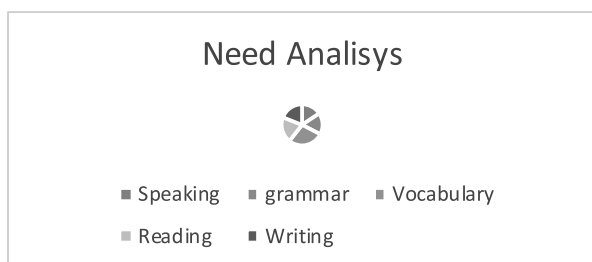 Need Analisys
Speaking grammar Vocabulary
Reading Writing